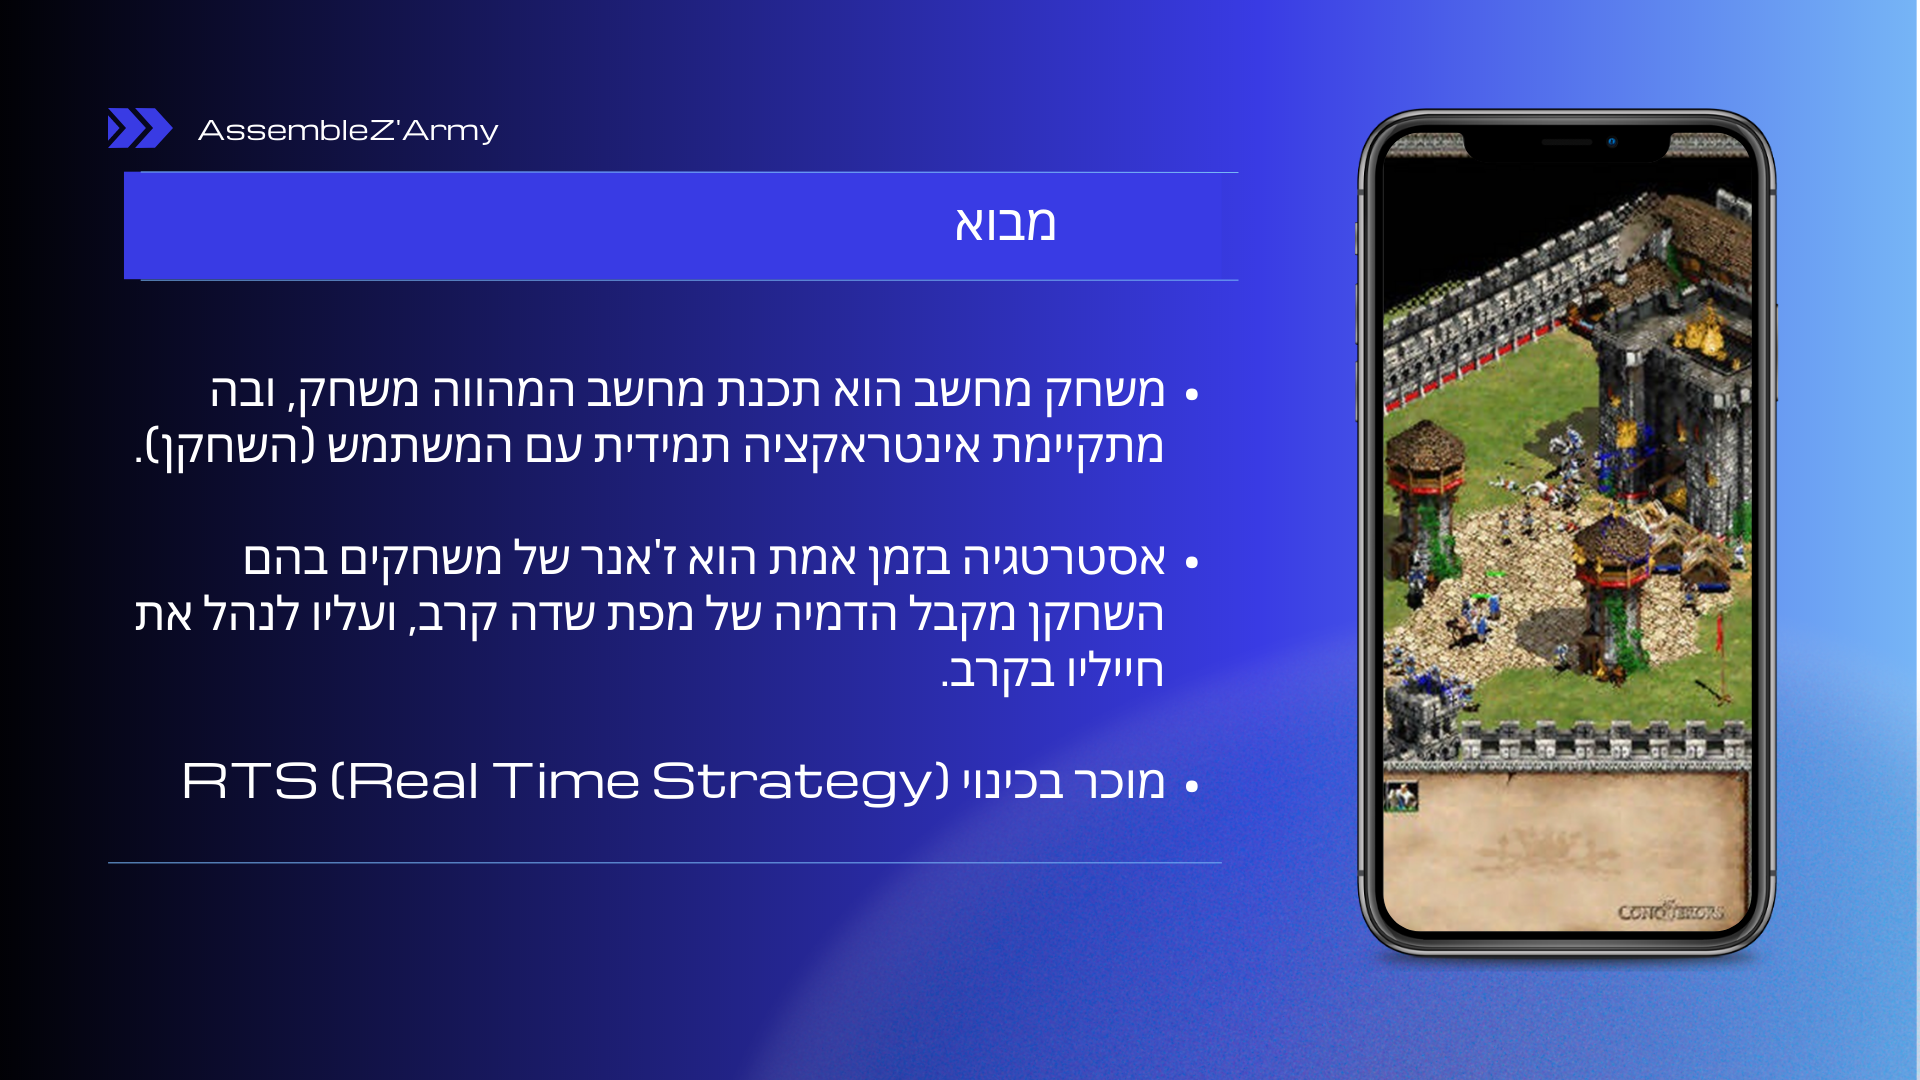 AssembleZ'Army
מבוא
• משחק מחשב הוא תכנת מחשב המהווה משחק, ובה
מתקיימת אינטראקציה תמידית עם המשתמש (השחקן).
• אסטרטגיה בזמן אמת הוא ז'אנר של משחקים בהם
השחקן מקבל הדמיה של מפת שדה קרב, ועליו לנהל את
חייליו בקרב.
• מוכר בכינוי RTS (Real Time Strategy)
CONQUERORS